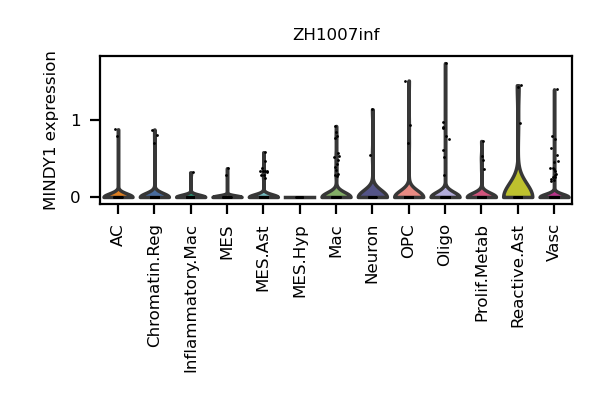 ZH1007inf
MINDY1 expression
1
0
AC
Chromatin.Reg
Inflammatory.Mac
MES
MES.Ast
MES.Hyp
Mac
Neuron
OPC
Oligo
Prolif.Metab
Reactive.Ast
Vasc